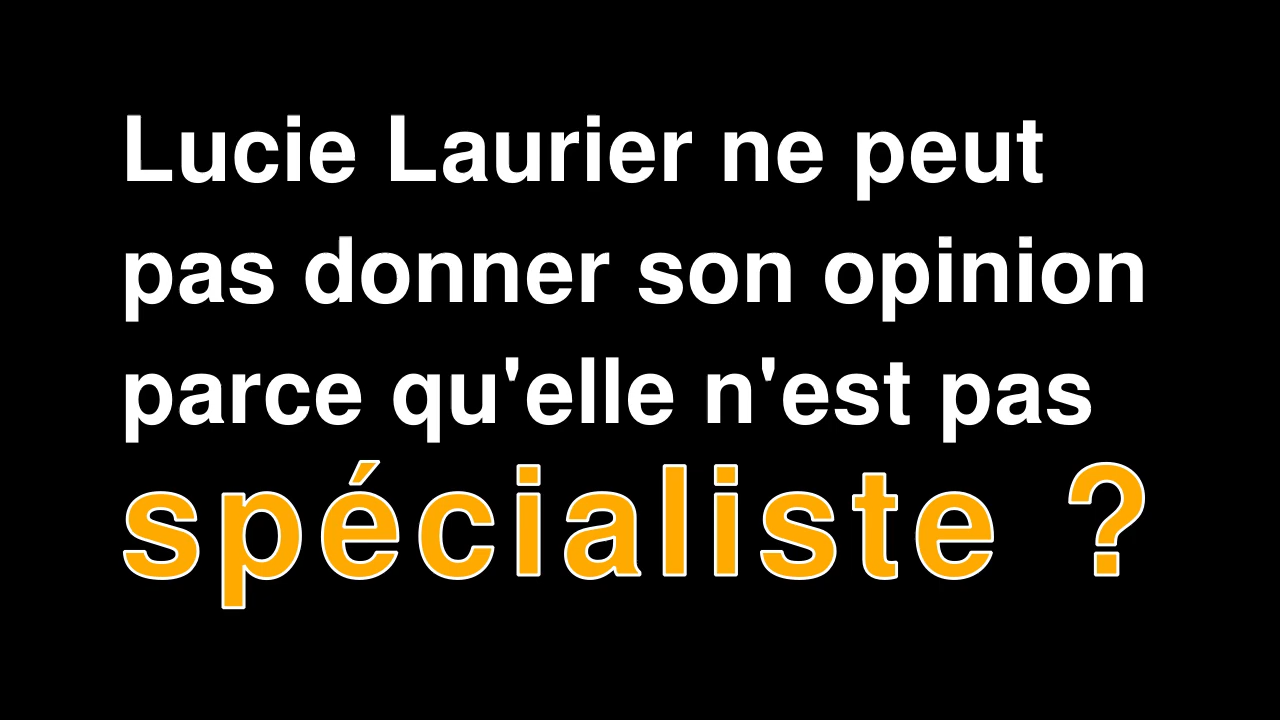 Lucie Laurier ne peut
pas donner son opinion
parce qu'elle n'est pas
spécialiste ?